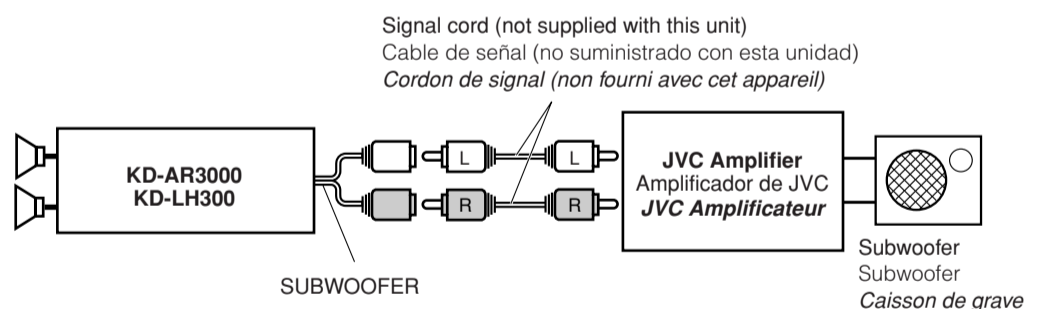 Signal cord (not supplied with this unit)
Cable de señal (no suministrado con esta unidad)
Cordon de signal (non fourni avec cet appareil)
KD-AR3000
KD-LH300
L
L
R
R
JVC Amplifier
Amplificador de JVC
JVC Amplificateur
SUBWOOFER
Subwoofer
Subwoofer
Caisson de grave